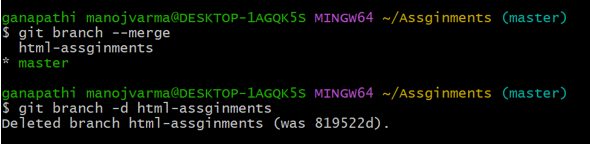 ganapathi manojvarma@DESKTOP-1AGQK5S MINGW64 ~/Assginments (master)
$ git branch --merge
  html-assginments
* master
ganapathi manojvarma@DESKTOP-1AGQK5S MINGW64 ~/Assginments (master)
$ git branch -d html-assginments
Deleted branch html-assginments (was 819522d).